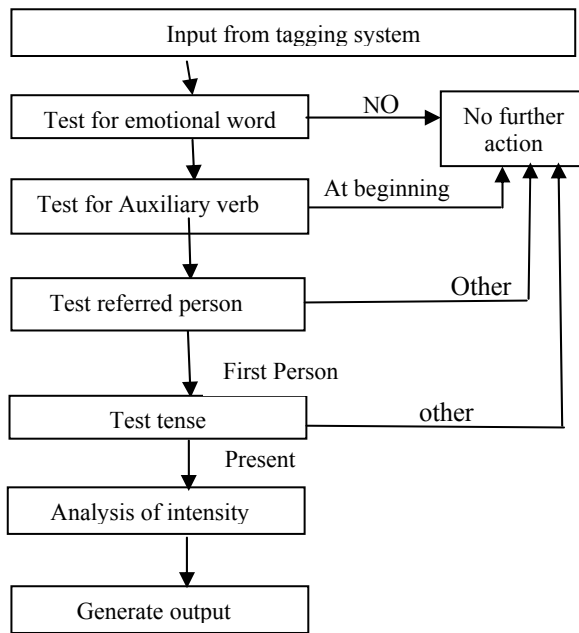 Input from tagging system
Test for emotional word
NO
No further
action
Test for Auxiliary verb
At beginning
Test referred person
Other
First Person
Test tense
other
Present
Analysis of intensity
Generate output